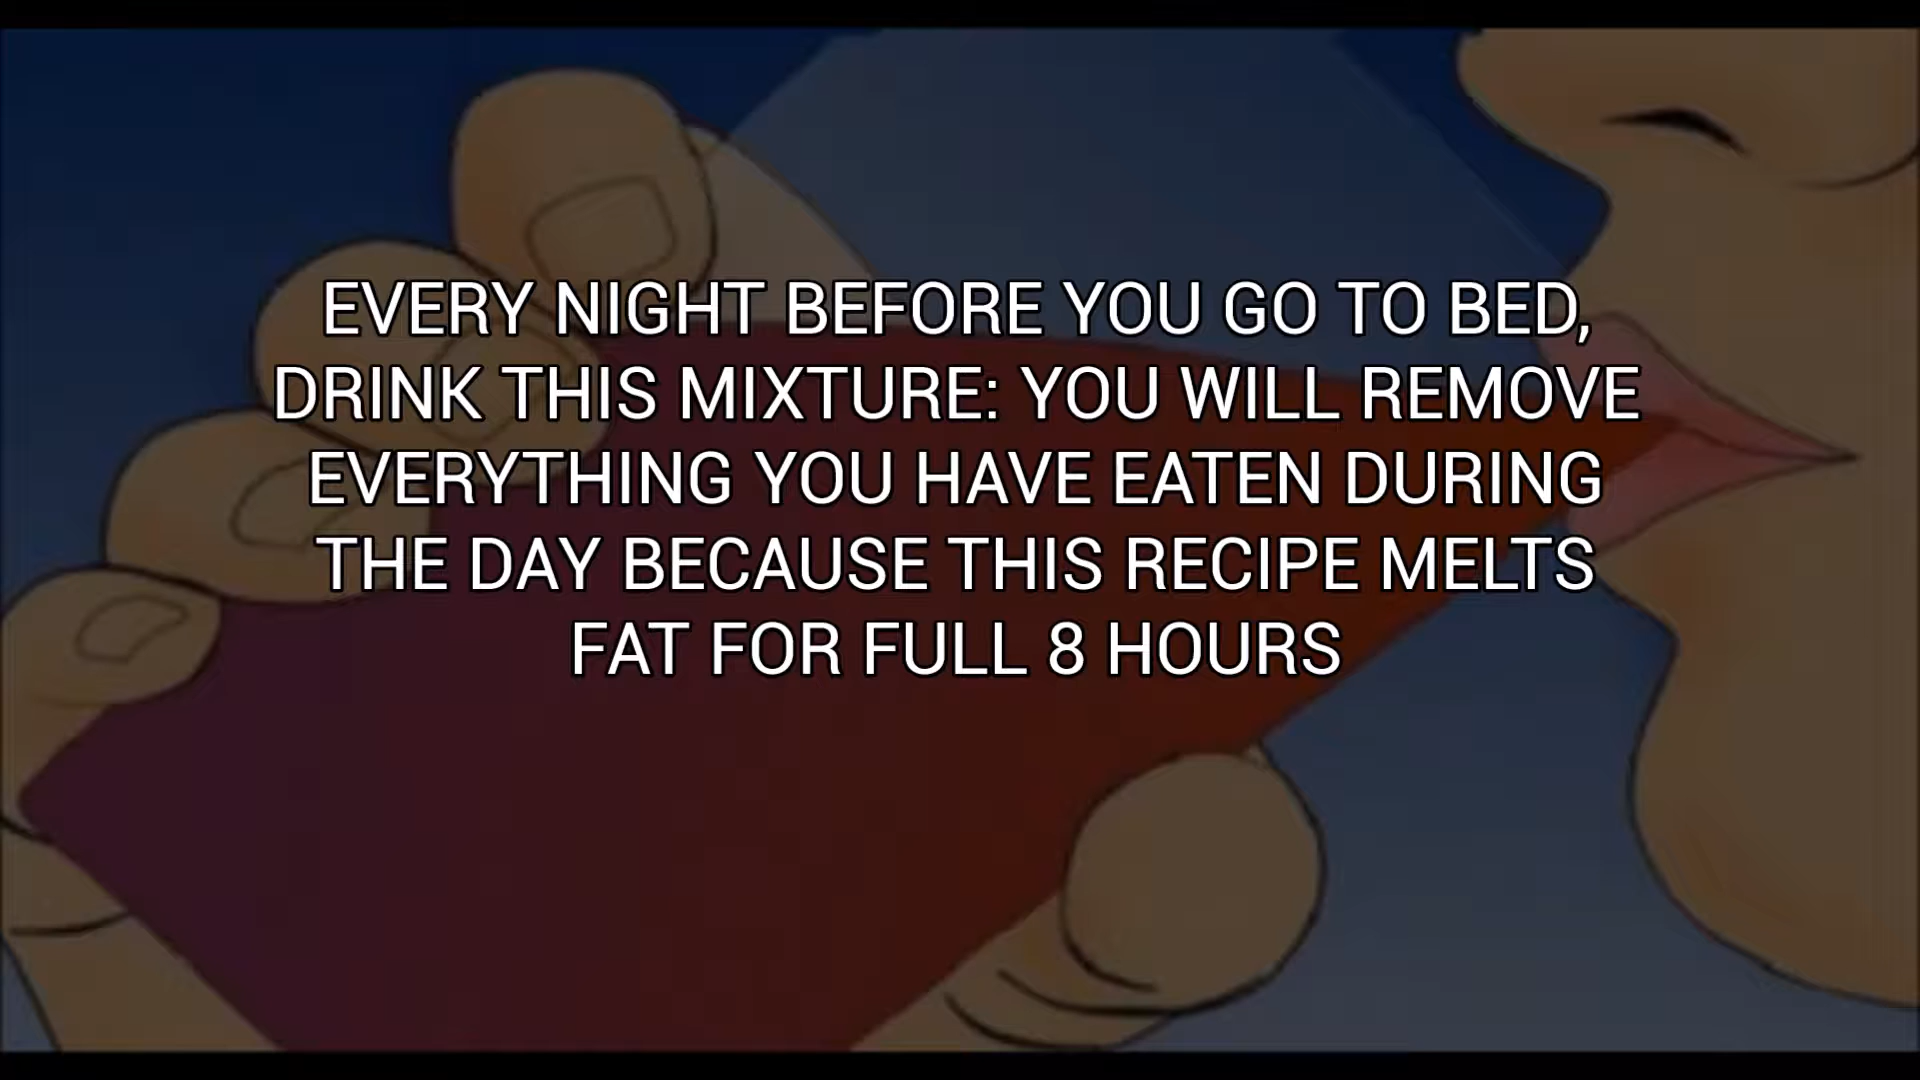 EVERY NIGHT BEFORE YOU GO TO BED,
DRINK THIS MIXTURE: YOU WILL REMOVE
EVERYTHING YOU HAVE EATEN DURING
THE DAY BECAUSE THIS RECIPE MELTS
FAT FOR FULL 8 HOURS